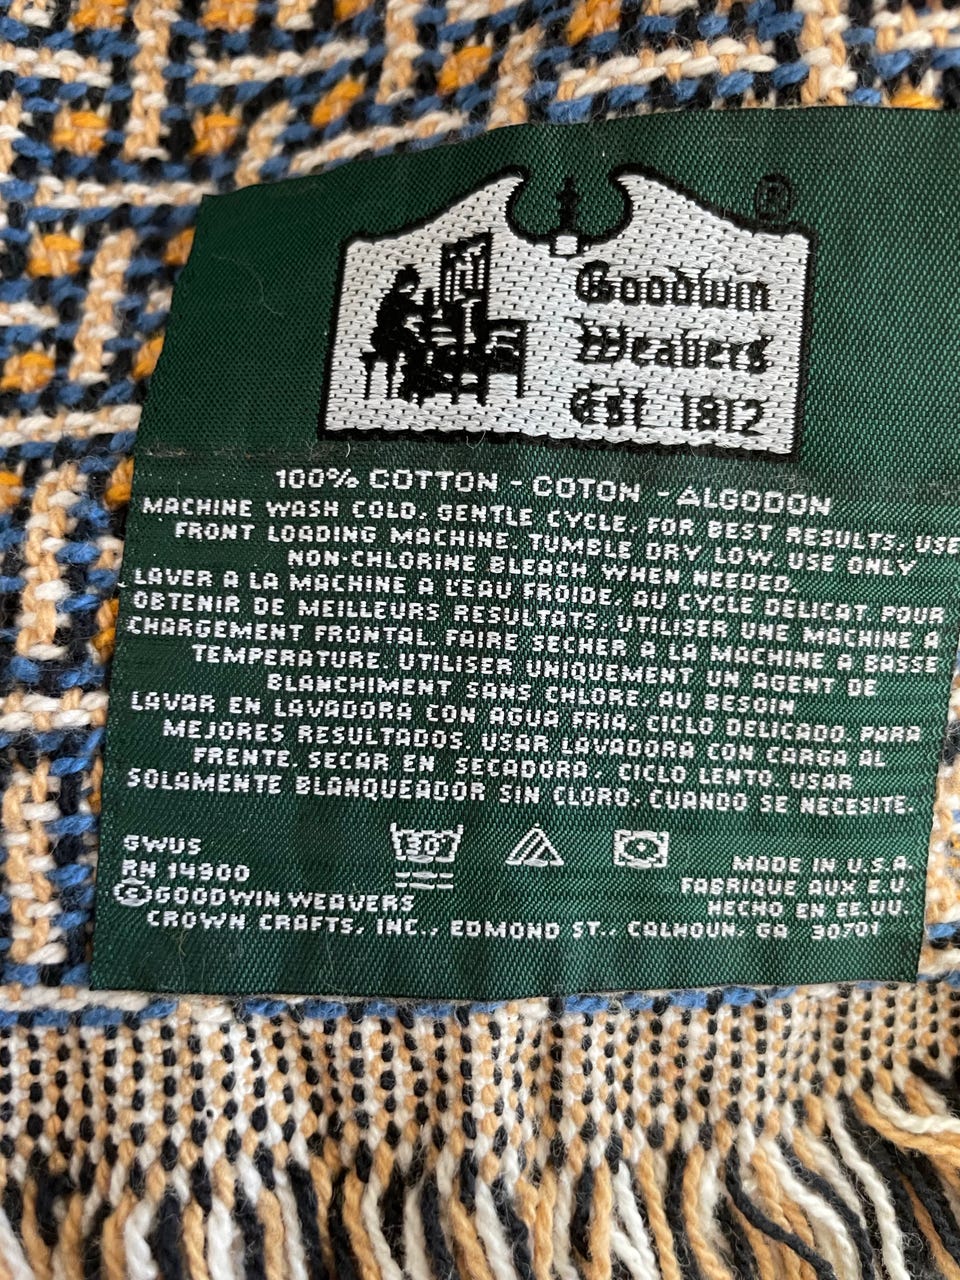 ®
Goodwin
Weavers
Est 1812
100% COTTON - COTON - ALGODON
MACHINE WASH COLD, GENTLE CYCLE, FOR BEST RESULTS, USE
FRONT LOADING MACHINE. TUMBLE DRY LOW, USE ONLY
NON-CHLORINE BLEACH WHEN NEEDED.
LAVER A LA MACHINE A L'EAU FROIDE, AU CYCLE DELICAT POUR
OBTENIR DE MEILLEURS RESULTATS, UTILISER UNE MACHINE A
CHARGEMENT FRONTAL, FAIRE SECHER A LA MACHINE A BASSE
TEMPERATURE. UTILISER UNIQUEMENT UN AGENT DE
BLANCHIMENT SANS CHLORE, AU BESOIN
LAVAR EN LAVADORA CON AGUA FRIA, CICLO DELICADO, PARA
MEJORES RESULTADOS, USAR LAVADORA CON CARGA AL
FRENTE. SECAR EN SECADORA, CICLO LENTO, USAR
SOLAMENTE BLANQUEADOR SIN CLORO, CUANDO SE NECESITE.
30°
GWUS
RN 14900
© GOODWIN WEAVERS
MADE IN U.S.A.
FABRIQUE AUX E.U.
HECHO EN EE.UU.
CROWN CRAFTS, INC., EDMOND ST., CALHOUN, GA 30701